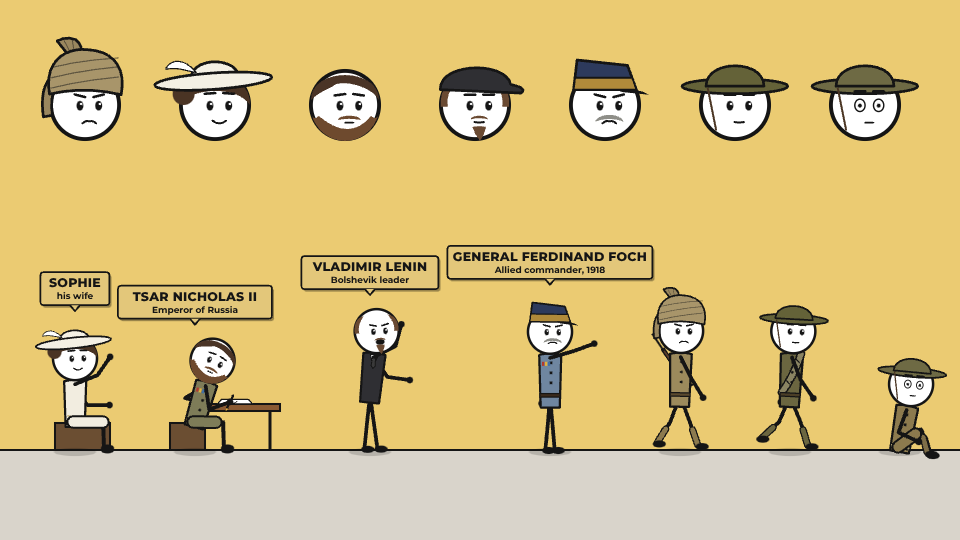 SOPHIE
his wife
TSAR NICHOLAS II
Emperor of Russia
VLADIMIR LENIN
Bolshevik leader
GENERAL FERDINAND FOCH
Allied commander, 1918